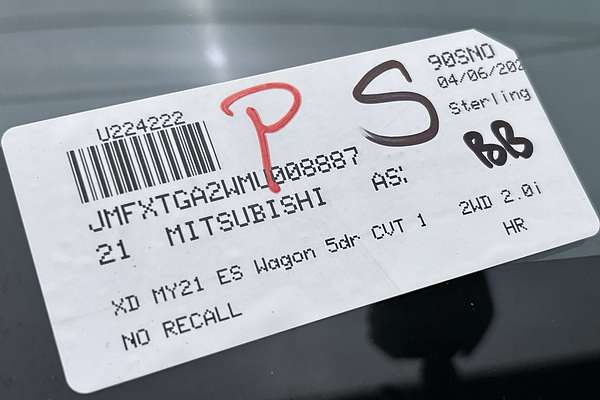 U224222
P S
90SNO
04/06/202
Sterling
BB
JMFXTGA2WMU008887
21 MITSUBISHI AS:
XD MY21 ES Wagon 5dr CVT 1 2WD 2.0i
NO RECALL HR